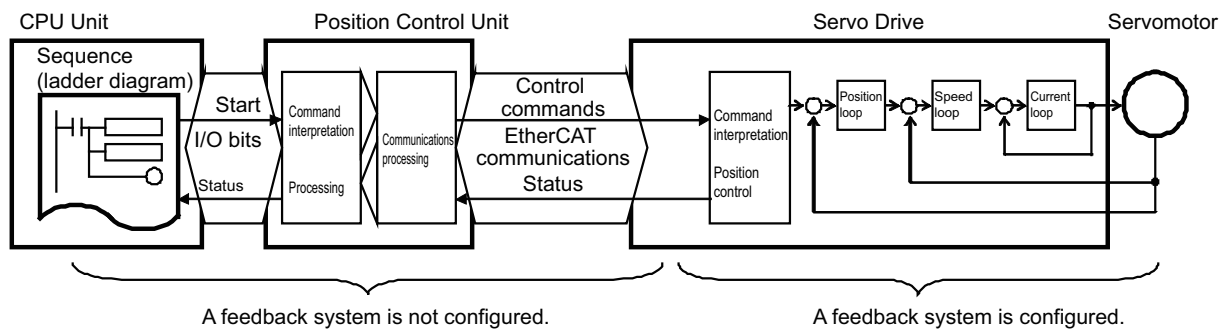 CPU Unit
Position Control Unit
Servo Drive
Servomotor
Sequence
(ladder diagram)
Start
I/O bits
Status
Command
interpretation
Processing
Communications
processing
Control
commands
EtherCAT
communications
Status
Command
interpretation
Position
control
Position
loop
Speed
loop
Current
loop
A feedback system is not configured.
A feedback system is configured.